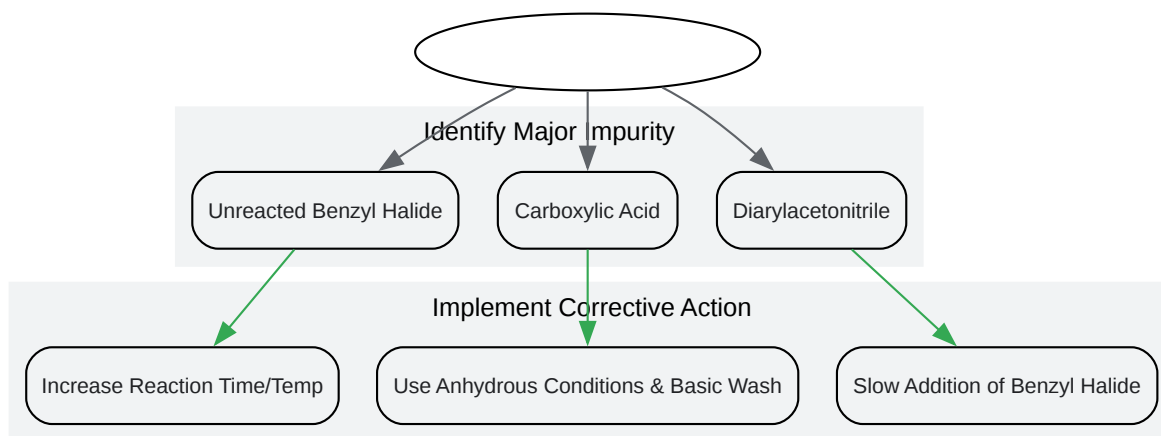 Identify Major Impurity
Unreacted Benzyl Halide
Carboxylic Acid
Diarylacetonitrile
Implement Corrective Action
Increase Reaction Time/Temp
Use Anhydrous Conditions & Basic Wash
Slow Addition of Benzyl Halide